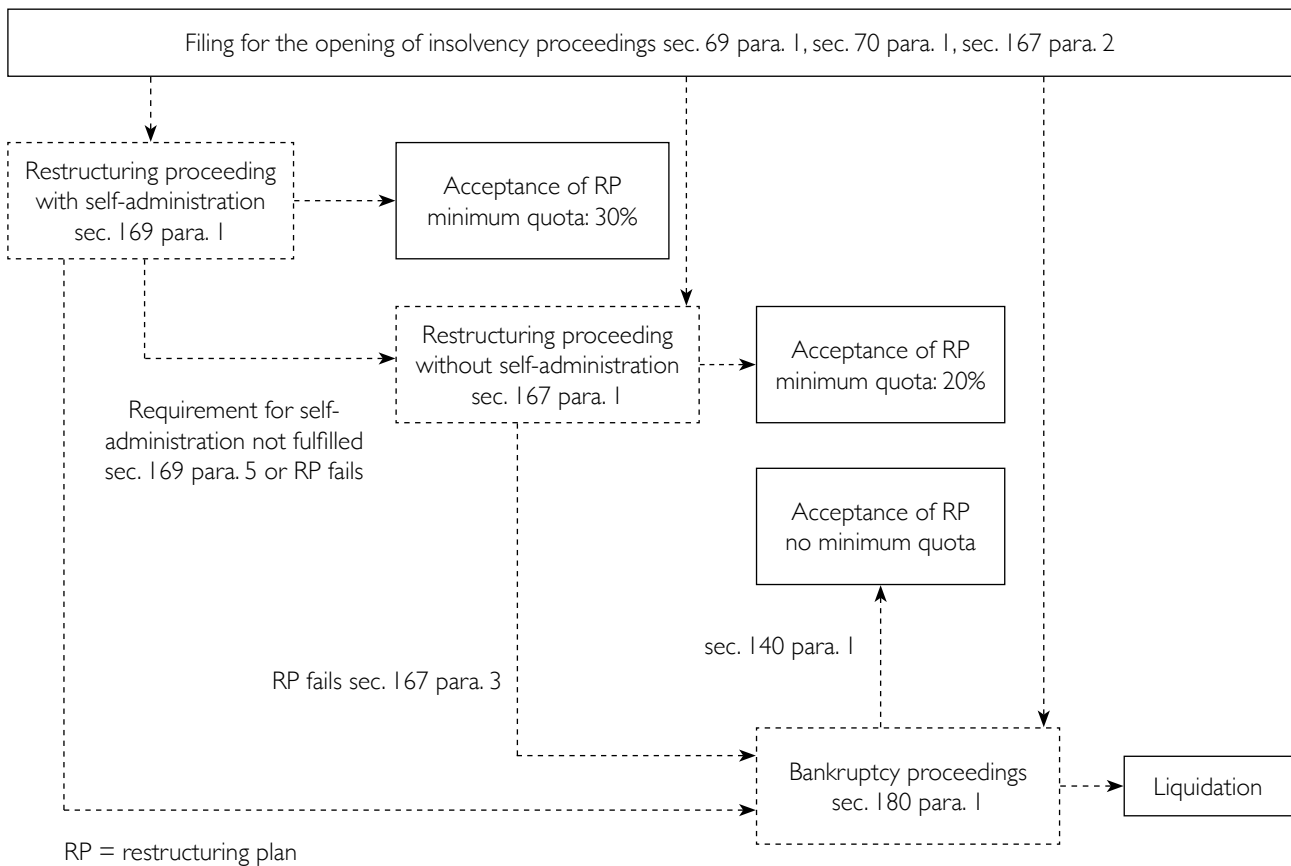 Filing for the opening of insolvency proceedings sec. 69 para. 1, sec. 70 para. 1, sec. 167 para. 2
Restructuring proceeding
with self-administration
sec. 169 para. 1
Acceptance of RP
minimum quota: 30%
Restructuring proceeding
without self-administration
sec. 167 para. 1
Acceptance of RP
minimum quota: 20%
Requirement for self-
administration not fulfilled
sec. 169 para. 5 or RP fails
Acceptance of RP
no minimum quota
sec. 140 para. 1
RP fails sec. 167 para. 3
Bankruptcy proceedings
sec. 180 para. 1
Liquidation
RP = restructuring plan